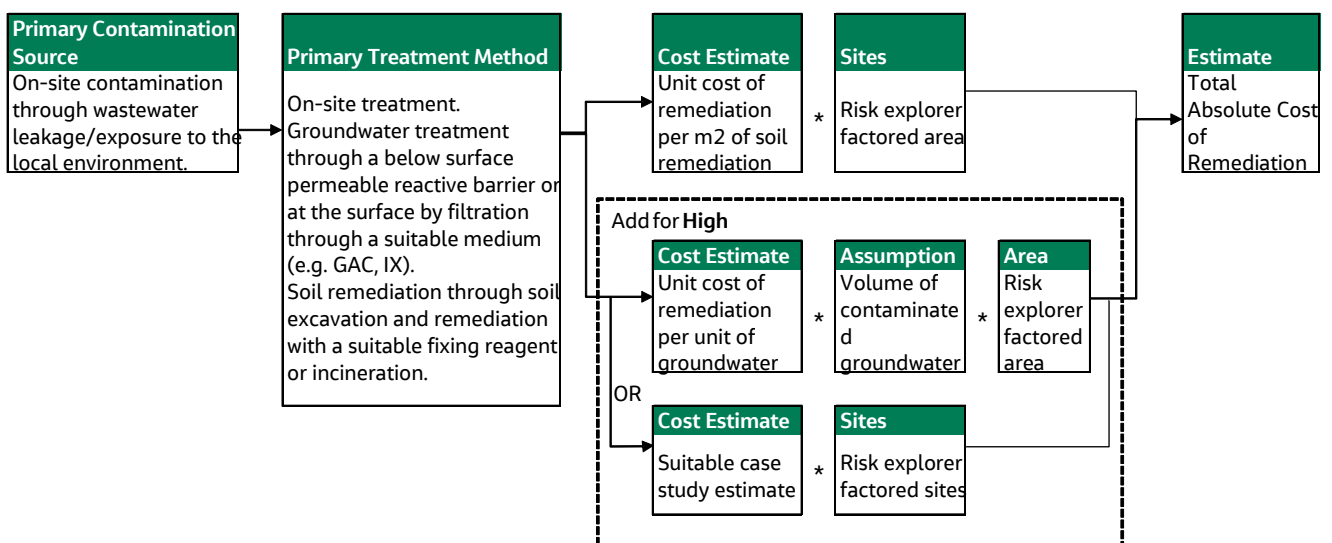 Primary Contamination
Source
On-site contamination
through wastewater
leakage/exposure to the
local environment.
Primary Treatment Method
On-site treatment.
Groundwater treatment
through a below surface
permeable reactive barrier or
at the surface by filtration
through a suitable medium
(e.g. GAC, IX).
Soil remediation through soil
excavation and remediation
with a suitable fixing reagent
or incineration.
Cost Estimate
Unit cost of
remediation
per m2 of soil
remediation
*
Sites
Risk explorer
factored area
Estimate
Total
Absolute Cost
of
Remediation
Add for High
Cost Estimate
Unit cost of
remediation
per unit of
groundwater
*
Assumption
Volume of
contaminate
d
groundwater
*
Area
Risk
explorer
factored
area
OR
Cost Estimate
Suitable case
study estimate
*
Sites
Risk explorer
factored sites